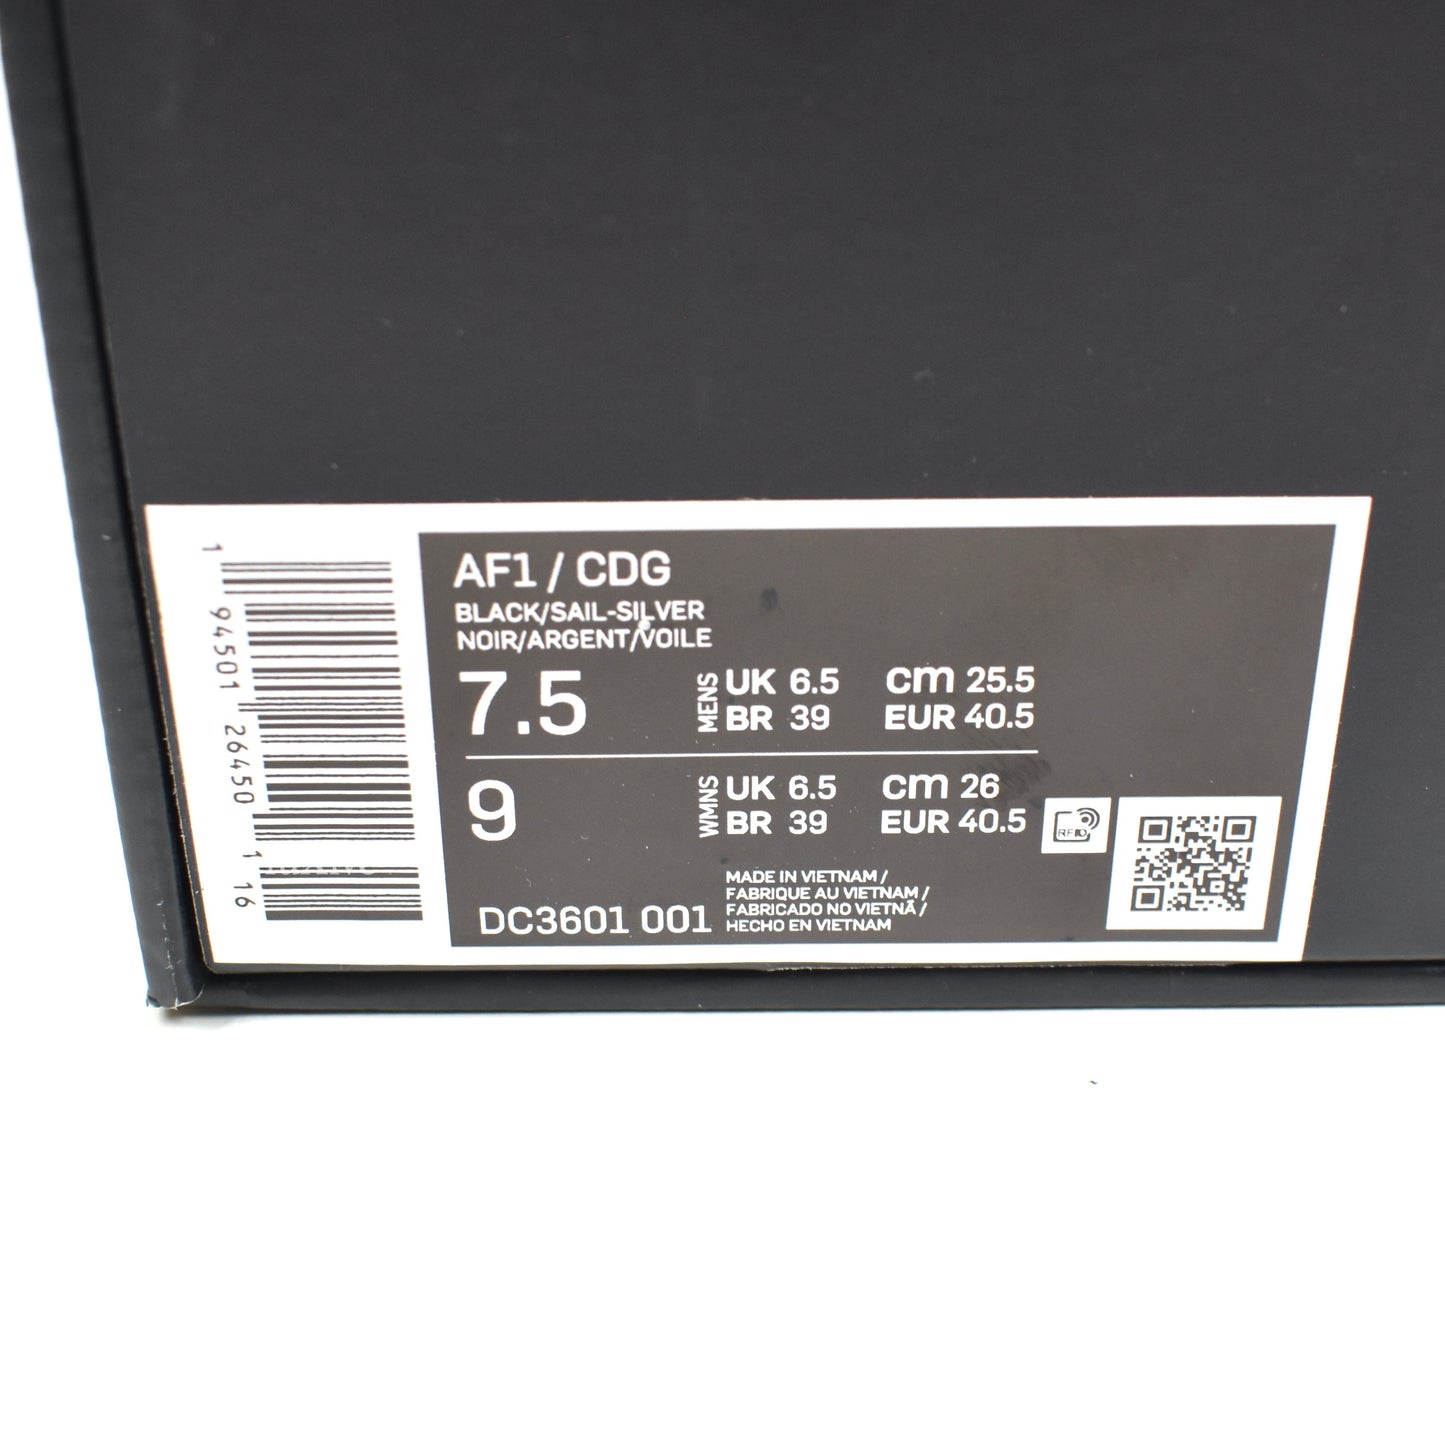 AF1 / CDG
BLACK/SAIL-SILVER
NOIR/ARGENT/VOILE
7.5
MENS
UK 6.5 cm 25.5
BR 39 EUR 40.5
9
WMNS
UK 6.5 cm 26
BR 39 EUR 40.5
RFID
DC3601 001
MADE IN VIETNAM /
FABRIQUE AU VIETNAM /
FABRICADO NO VIETNÃ /
HECHO EN VIETNAM
1 94501 26450 1 16